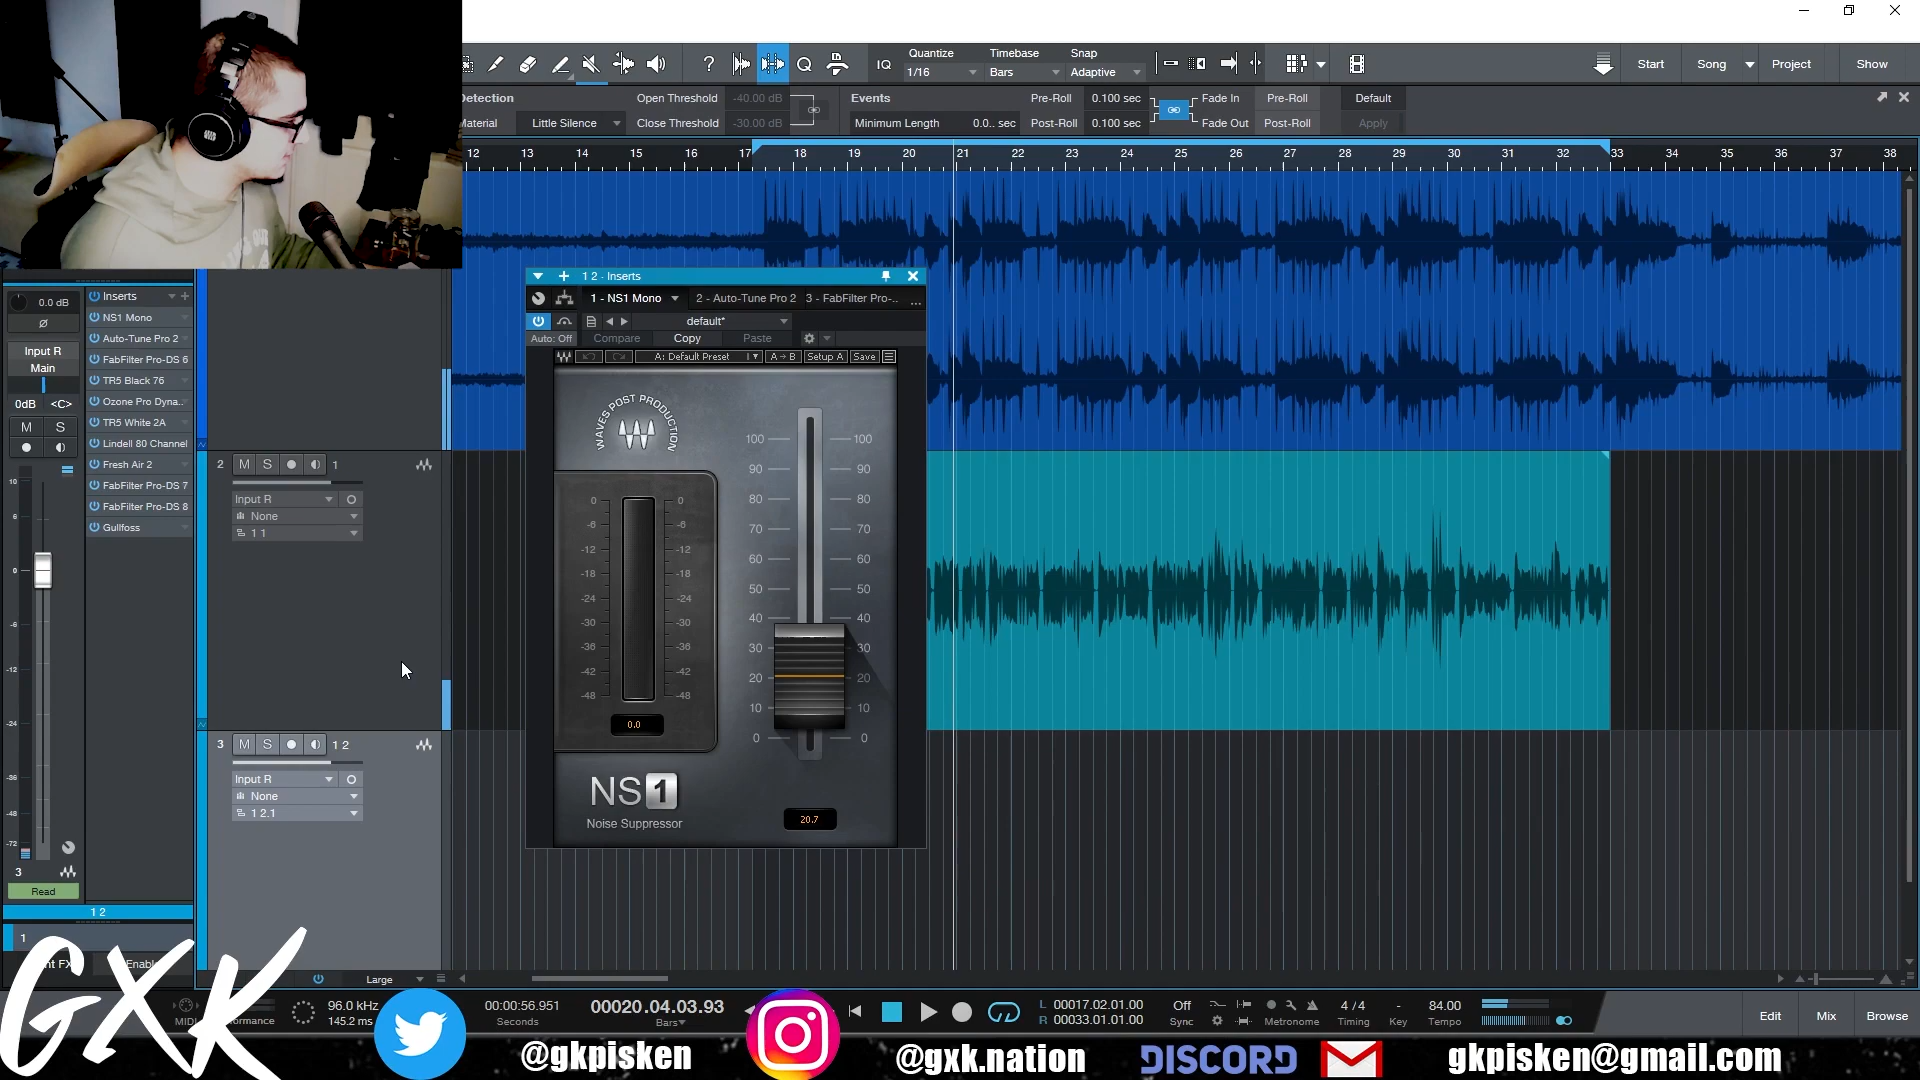 Quantize
Timebase
Snap
IQ
1/16
Bars
Adaptive
Start
Song
Project
Show
Detection
Open Threshold
-40.00 dB
Events
Pre-Roll
0.100 sec
Fade In
Pre-Roll
Default
Material
Little Silence
Close Threshold
-30.00 dB
Minimum Length
0.0.. sec
Post-Roll
0.100 sec
Fade Out
Post-Roll
Apply
12 13 14 15 16 17 18 19 20 21 22 23 24 25 26 27 28 29 30 31 32 33 34 35 36 37 38
0.0 dB
Input R
Main
0dB <C>
M S
Inserts
NS1 Mono
Auto-Tune Pro 2
FabFilter Pro-DS 6
TR5 Black 76
Ozone Pro Dyna..
TR5 White 2A
Lindell 80 Channel
Fresh Air 2
FabFilter Pro-DS 7
FabFilter Pro-DS 8
Gullfoss
10
6
0
-6
-12
-24
-36
-48
-72
3
Read
1 2
1
nt FX
Enabl
2 M S 1
Input R
None
1 1
3 M S 1 2
Input R
None
1 2.1
1 2 - Inserts
1 - NS1 Mono
2 - Auto-Tune Pro 2
3 - FabFilter Pro-..
...
default*
Auto: Off
Compare
Copy
Paste
A: Default Preset
A→B
Setup A
Save
WAVES POST PRODUCTION
0 0
-6 -6
-12 -12
-18 -18
-24 -24
-30 -30
-36 -36
-42 -42
-48 -48
0.0
100 100
90 90
80 80
70 70
60 60
50 50
40 40
30 30
20 20
10 10
0 0
20.7
NS1
Noise Suppressor
Large
GXK
MIDI
ormance
96.0 kHz
145.2 ms
00:00:56.951
Seconds
00020.04.03.93
Bars
L 00017.02.01.00
R 00033.01.01.00
Off
Sync
Metronome
4 / 4
Timing
-
Key
84.00
Tempo
Edit
Mix
Browse
@gkpisken
@gxk.nation
DISCORD
gkpisken@gmail.com